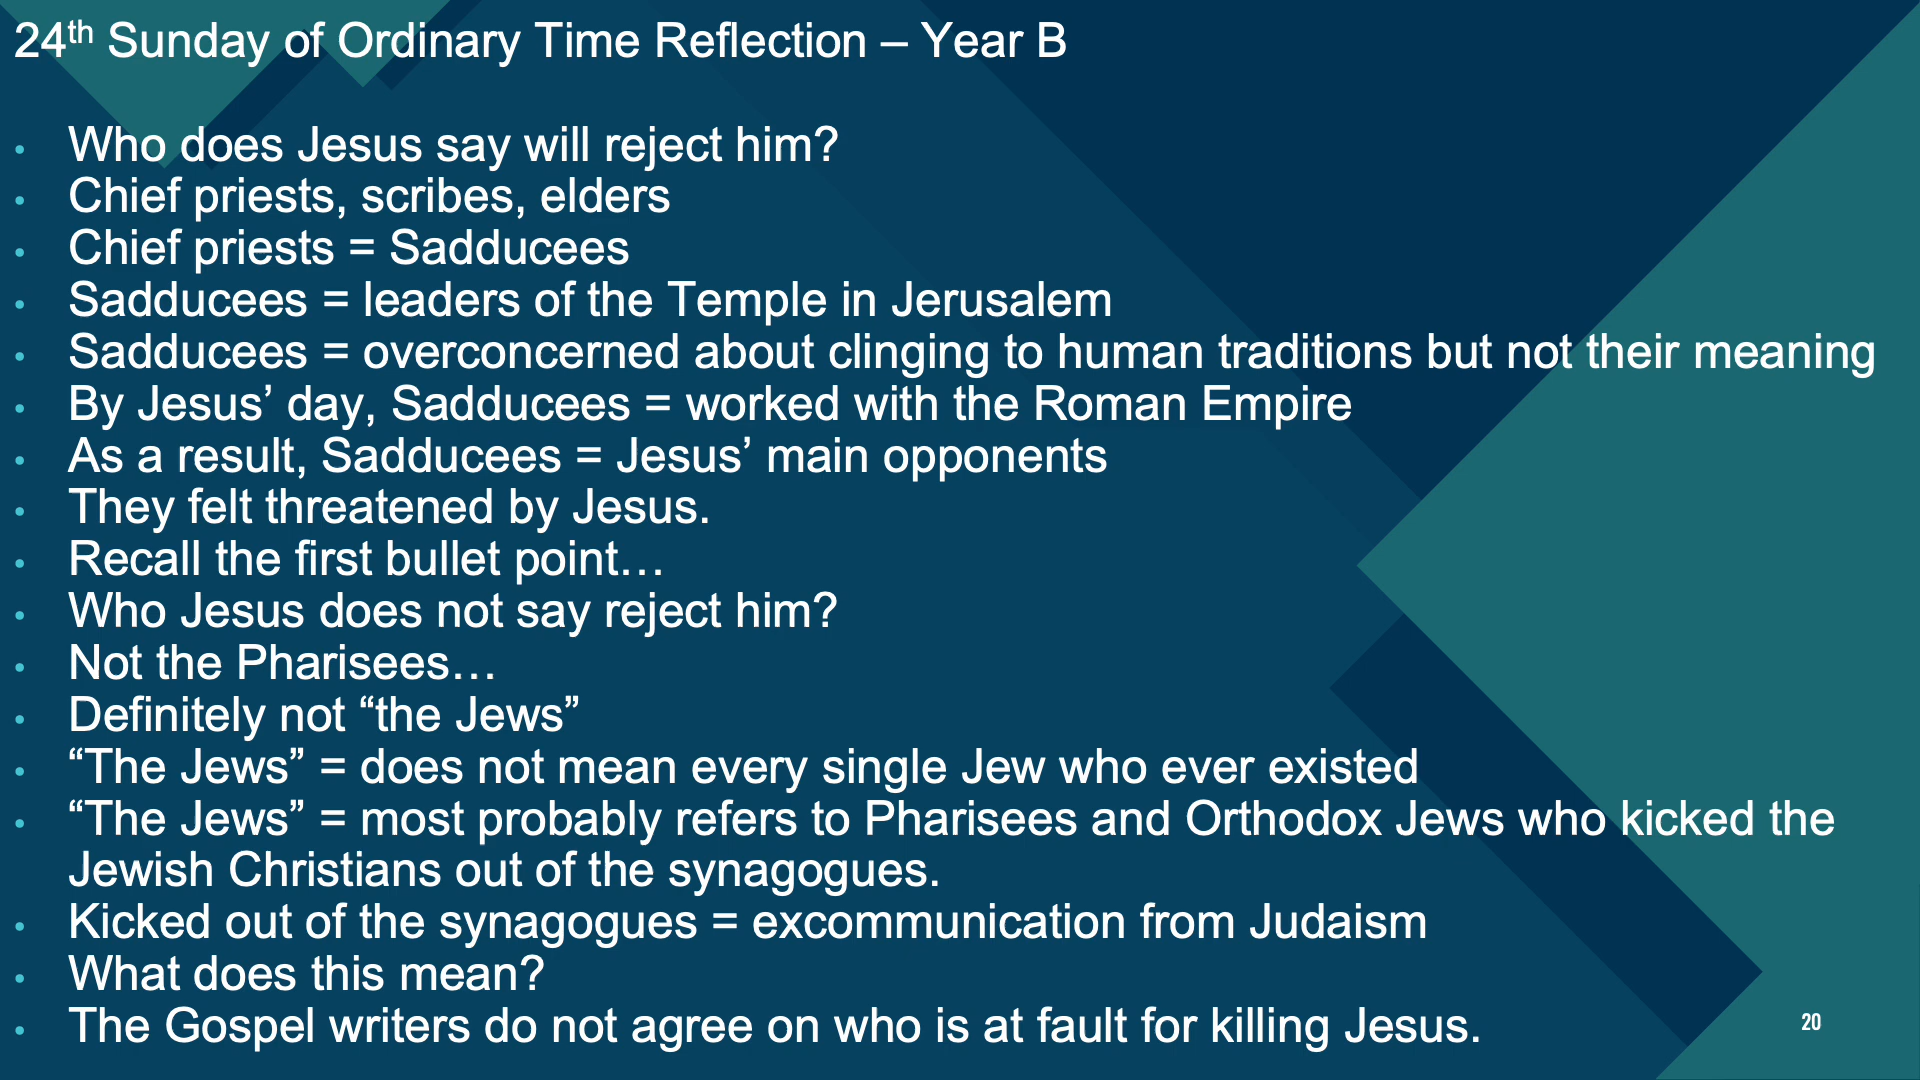 24th Sunday of Ordinary Time Reflection – Year B
• Who does Jesus say will reject him?
• Chief priests, scribes, elders
• Chief priests = Sadducees
• Sadducees = leaders of the Temple in Jerusalem
• Sadducees = overconcerned about clinging to human traditions but not their meaning
• By Jesus’ day, Sadducees = worked with the Roman Empire
• As a result, Sadducees = Jesus’ main opponents
• They felt threatened by Jesus.
• Recall the first bullet point…
• Who Jesus does not say reject him?
• Not the Pharisees…
• Definitely not “the Jews”
• “The Jews” = does not mean every single Jew who ever existed
• “The Jews” = most probably refers to Pharisees and Orthodox Jews who kicked the
Jewish Christians out of the synagogues.
• Kicked out of the synagogues = excommunication from Judaism
• What does this mean?
• The Gospel writers do not agree on who is at fault for killing Jesus.
20